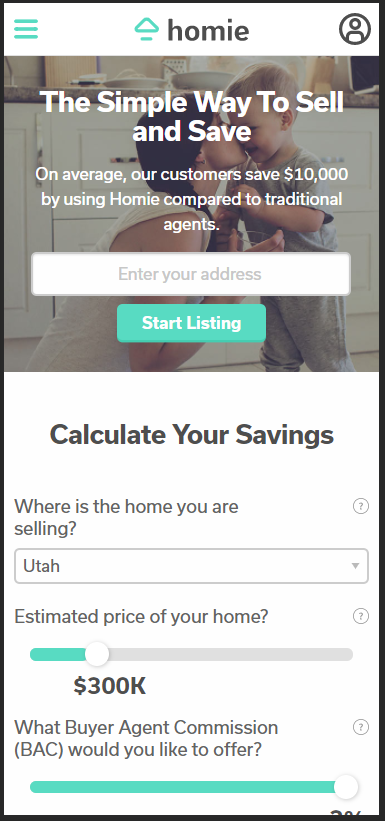 homie
The Simple Way To Sell
and Save
On average, our customers save $10,000
by using Homie compared to traditional
agents.
Enter your address
Start Listing
Calculate Your Savings
Where is the home you are
selling?
?
Utah
Estimated price of your home?
?
$300K
What Buyer Agent Commission
(BAC) would you like to offer?
?